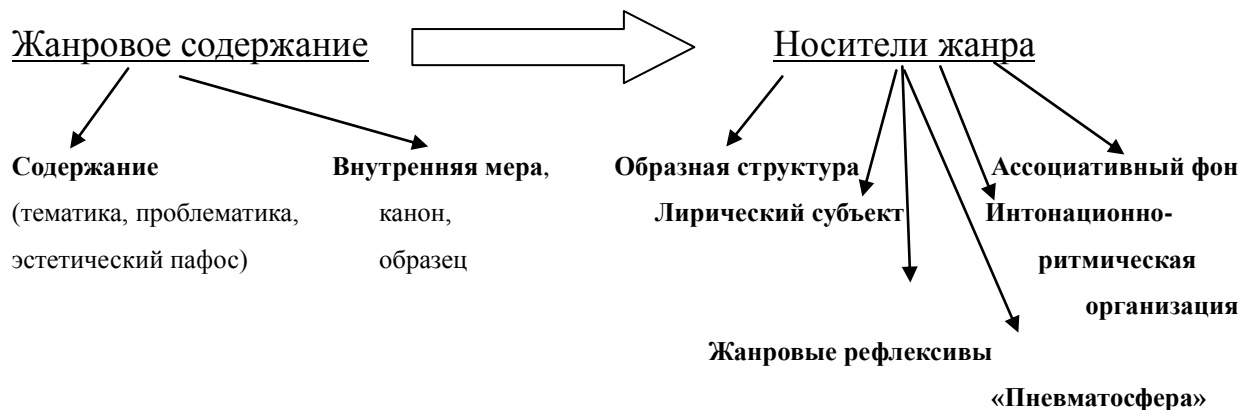 Жанровое содержание
Носители жанра
Содержание
(тематика, проблематика,
эстетический пафос)
Внутренняя мера,
канон,
образец
Образная структура
Лирический субъект
Ассоциативный фон
Интонационно-
ритмическая
организация
Жанровые рефлексивы
«Пневматосфера»